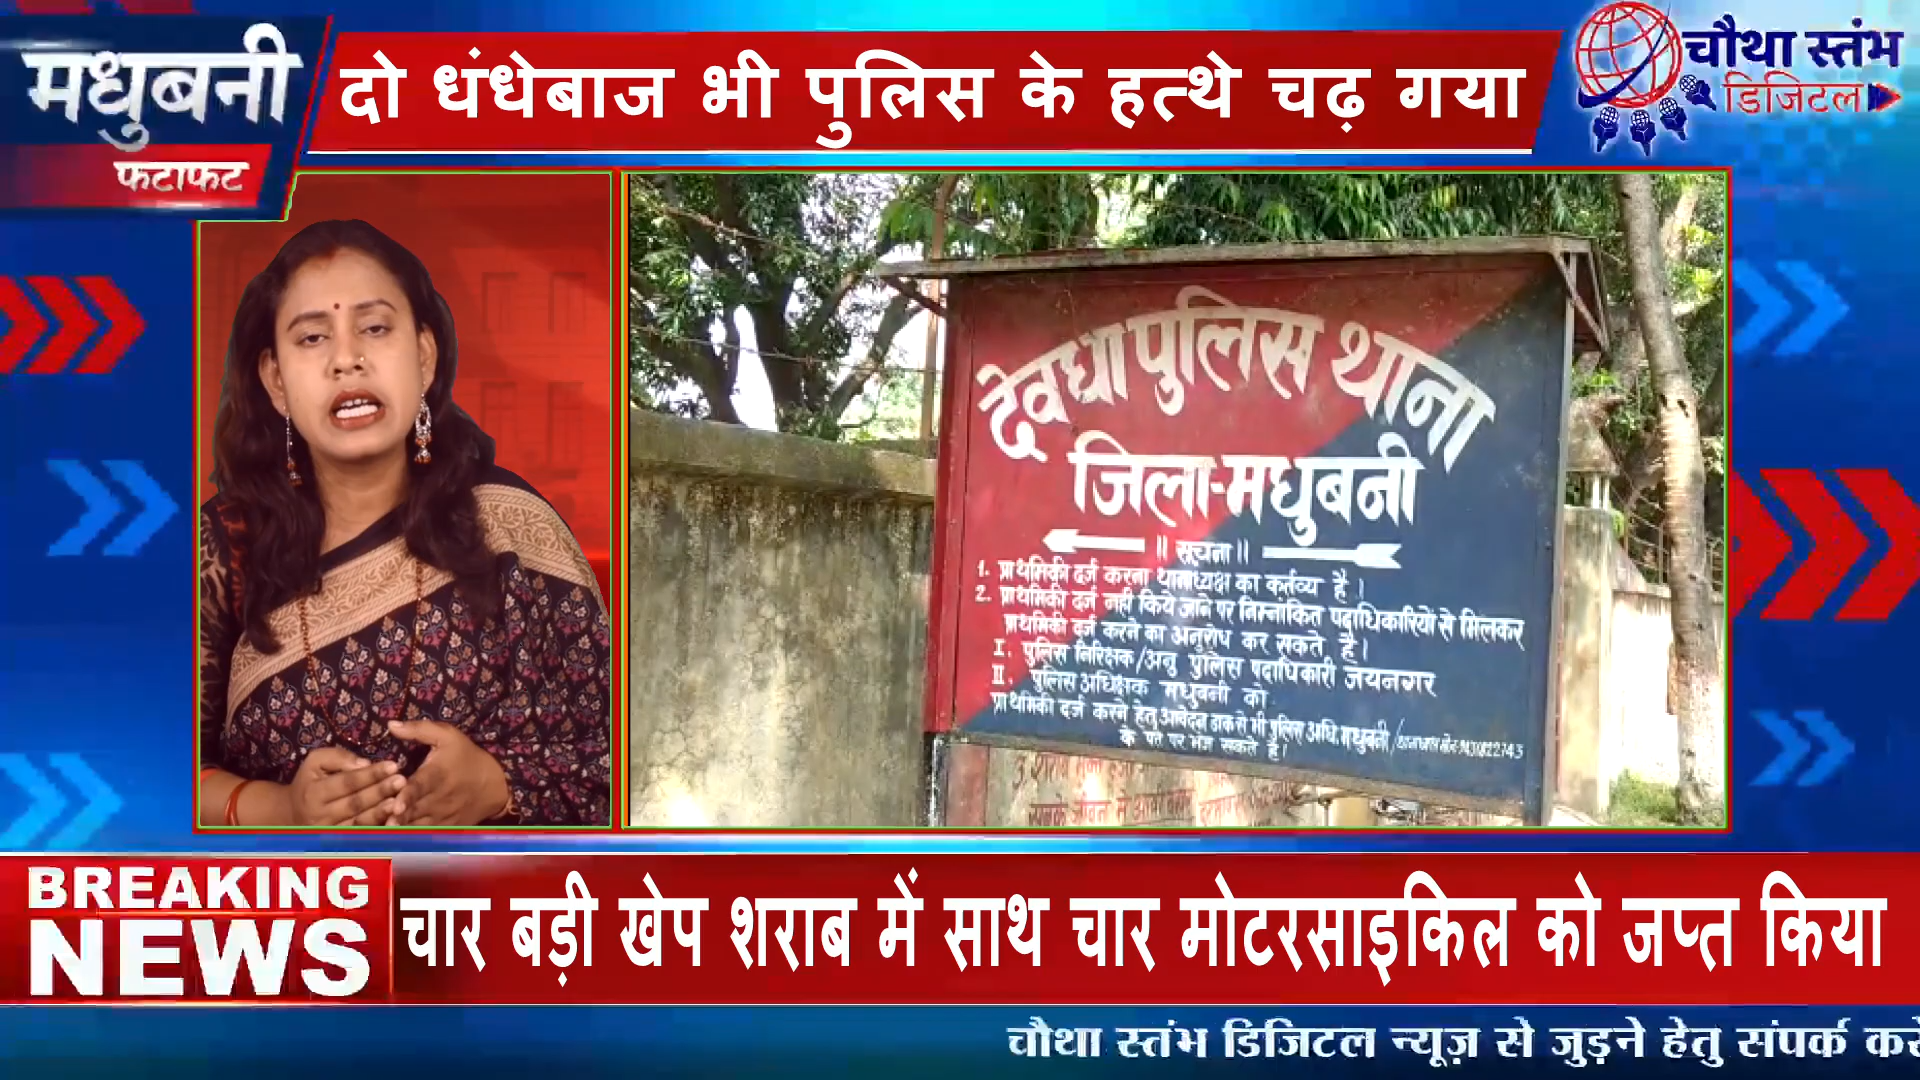 मधुबनी
फटाफट
दो धंधेबाज भी पुलिस के हत्थे चढ़ गया
चौथा स्तंभ
डिजिटल
देवधा पुलिस थाना
जिला-मधुबनी
॥ सूचना ॥
1. प्राथमिकी दर्ज करना थानाध्यक्ष का कर्तव्य है।
2. प्राथमिकी दर्ज नही किये जाने पर निम्नांकित पदाधिकारियों से मिलकर
प्राथमिकी दर्ज करने का अनुरोध कर सकते है।
I. पुलिस निरिक्षक/अनु पुलिस पदाधिकारी जयनगर
II. पुलिस अधिक्षक मधुबनी को
प्राथमिकी दर्ज करने हेतु आवेदन डाक से भी पुलिस अधि. मधुबनी
के पते पर भेज सकते है।
BREAKING
NEWS
चार बड़ी खेप शराब में साथ चार मोटरसाइकिल को जप्त किया
चौथा स्तंभ डिजिटल न्यूज़ से जुड़ने हेतु संपर्क करें